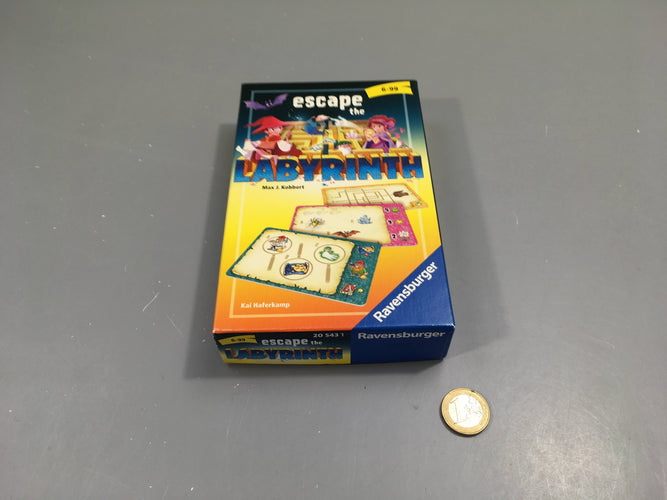 6-99
escape
the
LABYRINTH
Max J. Kobbert
Kai Haferkamp
Ravensburger
20 543 1
6-99
escape the
LABYRINTH
Ravensburger